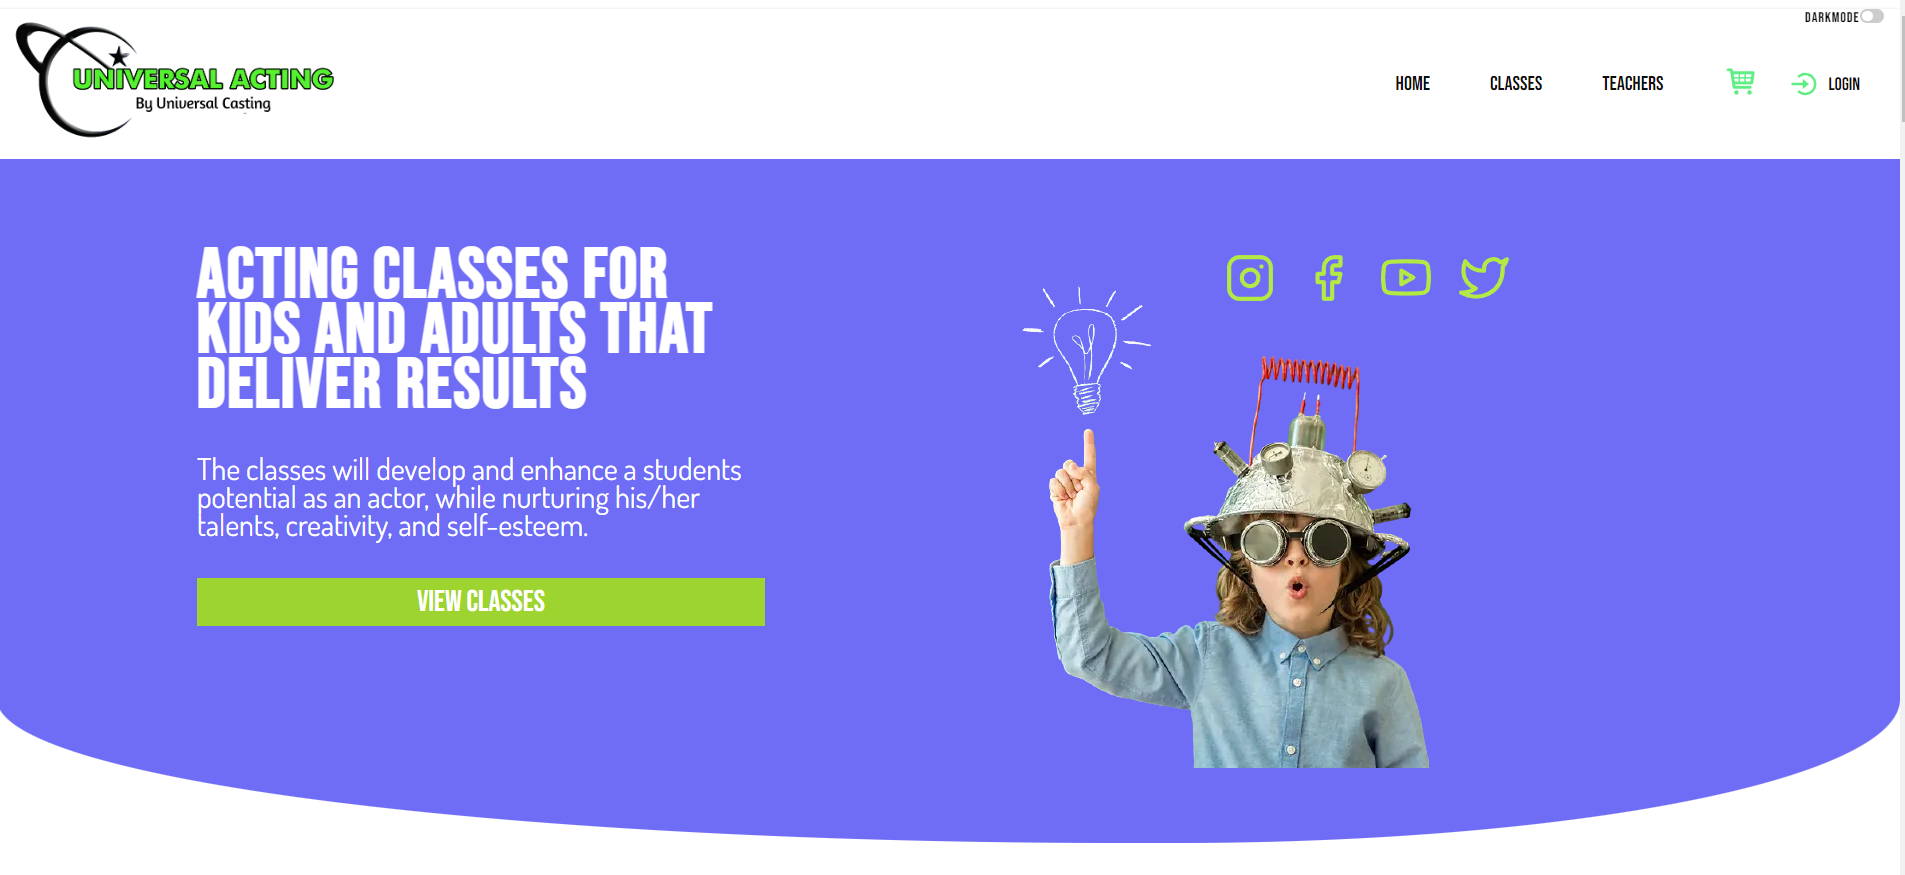 DARKMODE
UNIVERSAL ACTING
By Universal Casting
HOME CLASSES TEACHERS LOGIN
ACTING CLASSES FOR
KIDS AND ADULTS THAT
DELIVER RESULTS
The classes will develop and enhance a students
potential as an actor, while nurturing his/her
talents, creativity, and self-esteem.
VIEW CLASSES